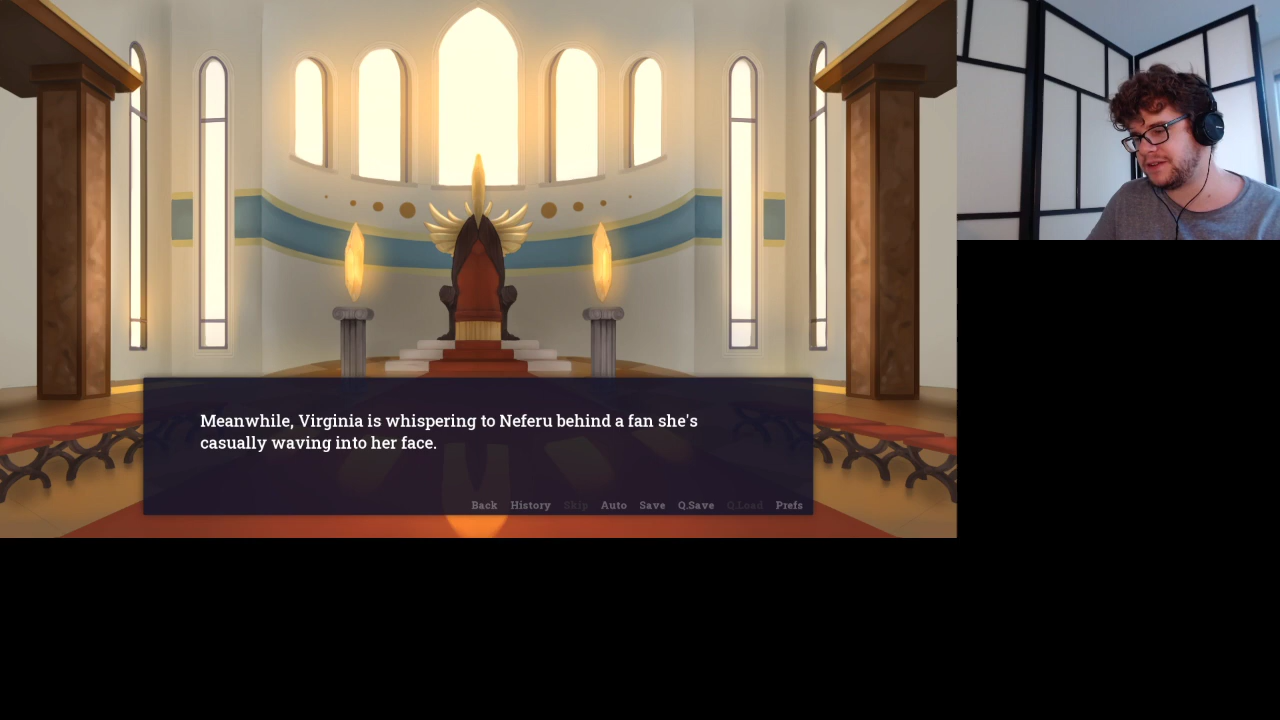 Meanwhile, Virginia is whispering to Neferu behind a fan she's
casually waving into her face.
Back History Skip Auto Save Q.Save Q.Load Prefs